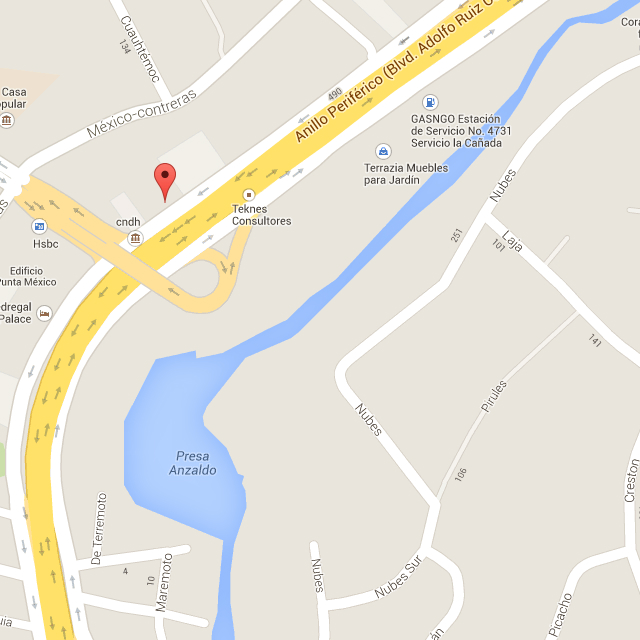 Cuauhtémoc
134
Casa
opular
México-contreras
490
Anillo Periférico (Blvd. Adolfo Ruiz
GASNGO Estación
de Servicio No. 4731
Servicio la Cañada
Terrazia Muebles
para Jardín
Nubes
cndh
Teknes
Consultores
Hsbc
251
Laja
101
Edificio
Punta México
edregal
Palace
141
Nubes
Pirules
Presa
Anzaldo
106
Creston
De Terremoto
4
10
Maremoto
Nubes
Nubes Sur
Picacho